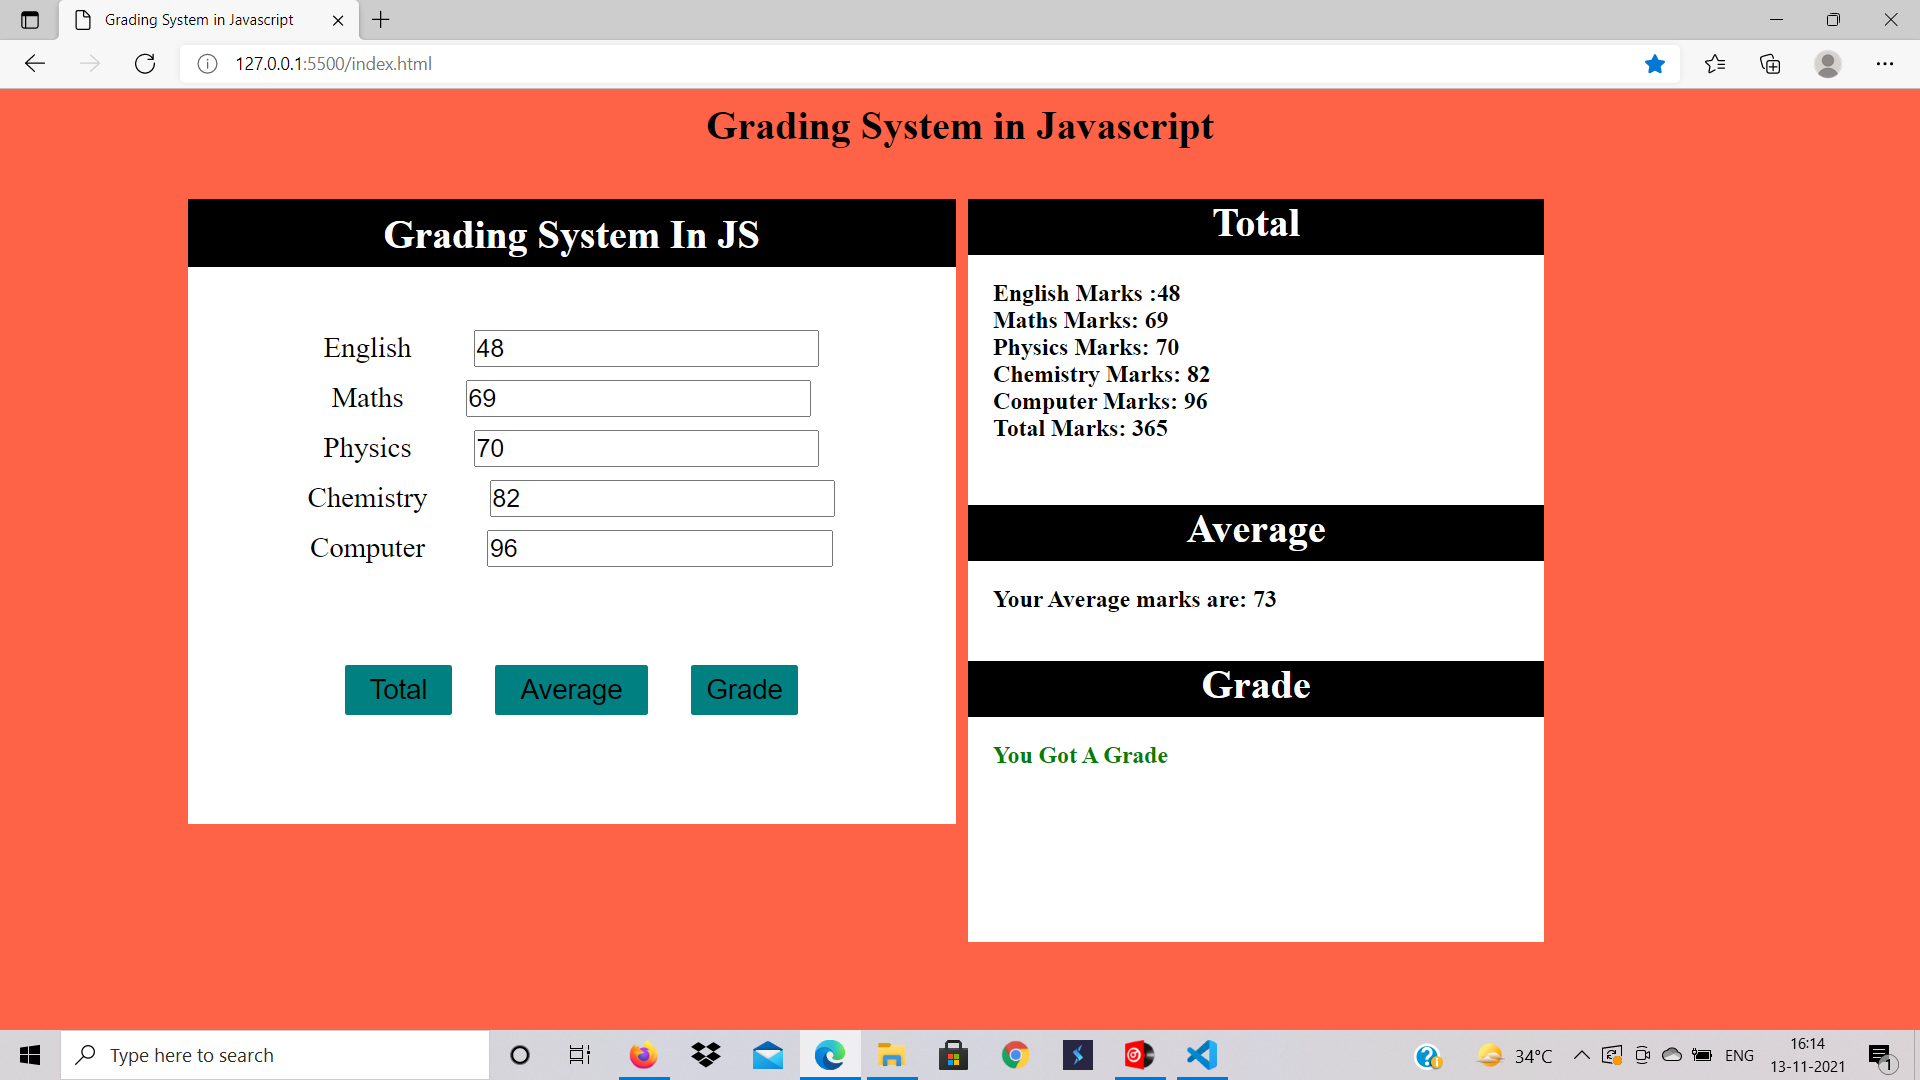 Grading System in Javascript
127.0.0.1:5500/index.html
Grading System in Javascript
Grading System In JS
English 48
Maths 69
Physics 70
Chemistry 82
Computer 96
Total Average Grade
Total
English Marks :48
Maths Marks: 69
Physics Marks: 70
Chemistry Marks: 82
Computer Marks: 96
Total Marks: 365
Average
Your Average marks are: 73
Grade
You Got A Grade
Type here to search
34°C
ENG
16:14
13-11-2021
1